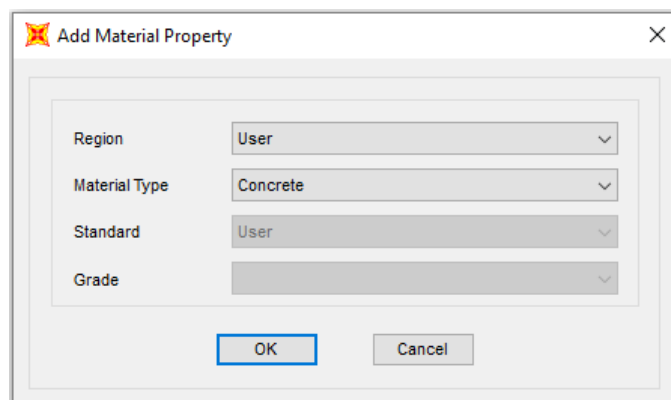 Add Material Property
Region User
Material Type Concrete
Standard User
Grade
OK Cancel